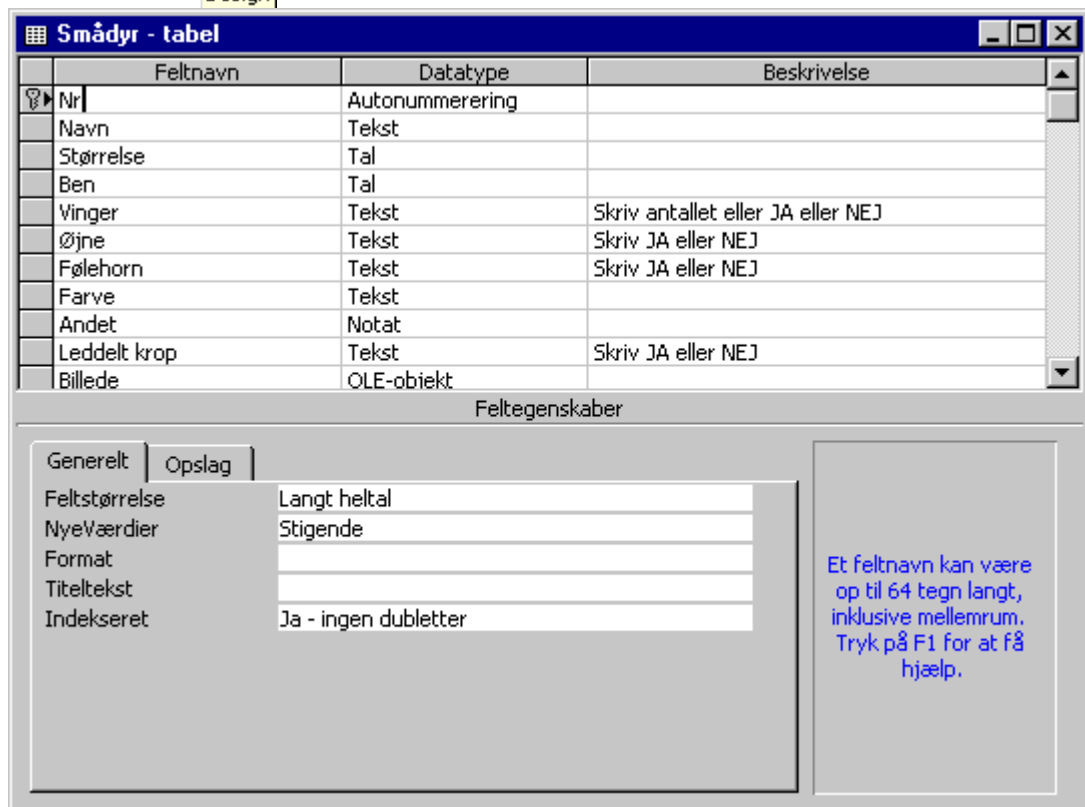 Smådyr - tabel
Feltnavn Datatype Beskrivelse
Nr Autonummerering
Navn Tekst
Størrelse Tal
Ben Tal
Vinger Tekst Skriv antallet eller JA eller NEJ
Øjne Tekst Skriv JA eller NEJ
Følehorn Tekst Skriv JA eller NEJ
Farve Tekst
Andet Notat
Leddelt krop Tekst Skriv JA eller NEJ
Billede OLE-objekt
Feltegenskaber
Generelt Opslag
Feltstørrelse Langt heltal
NyeVærdier Stigende
Format
Titeltekst
Indekseret Ja - ingen dubletter
Et feltnavn kan være
op til 64 tegn langt,
inklusive mellemrum.
Tryk på F1 for at få
hjælp.